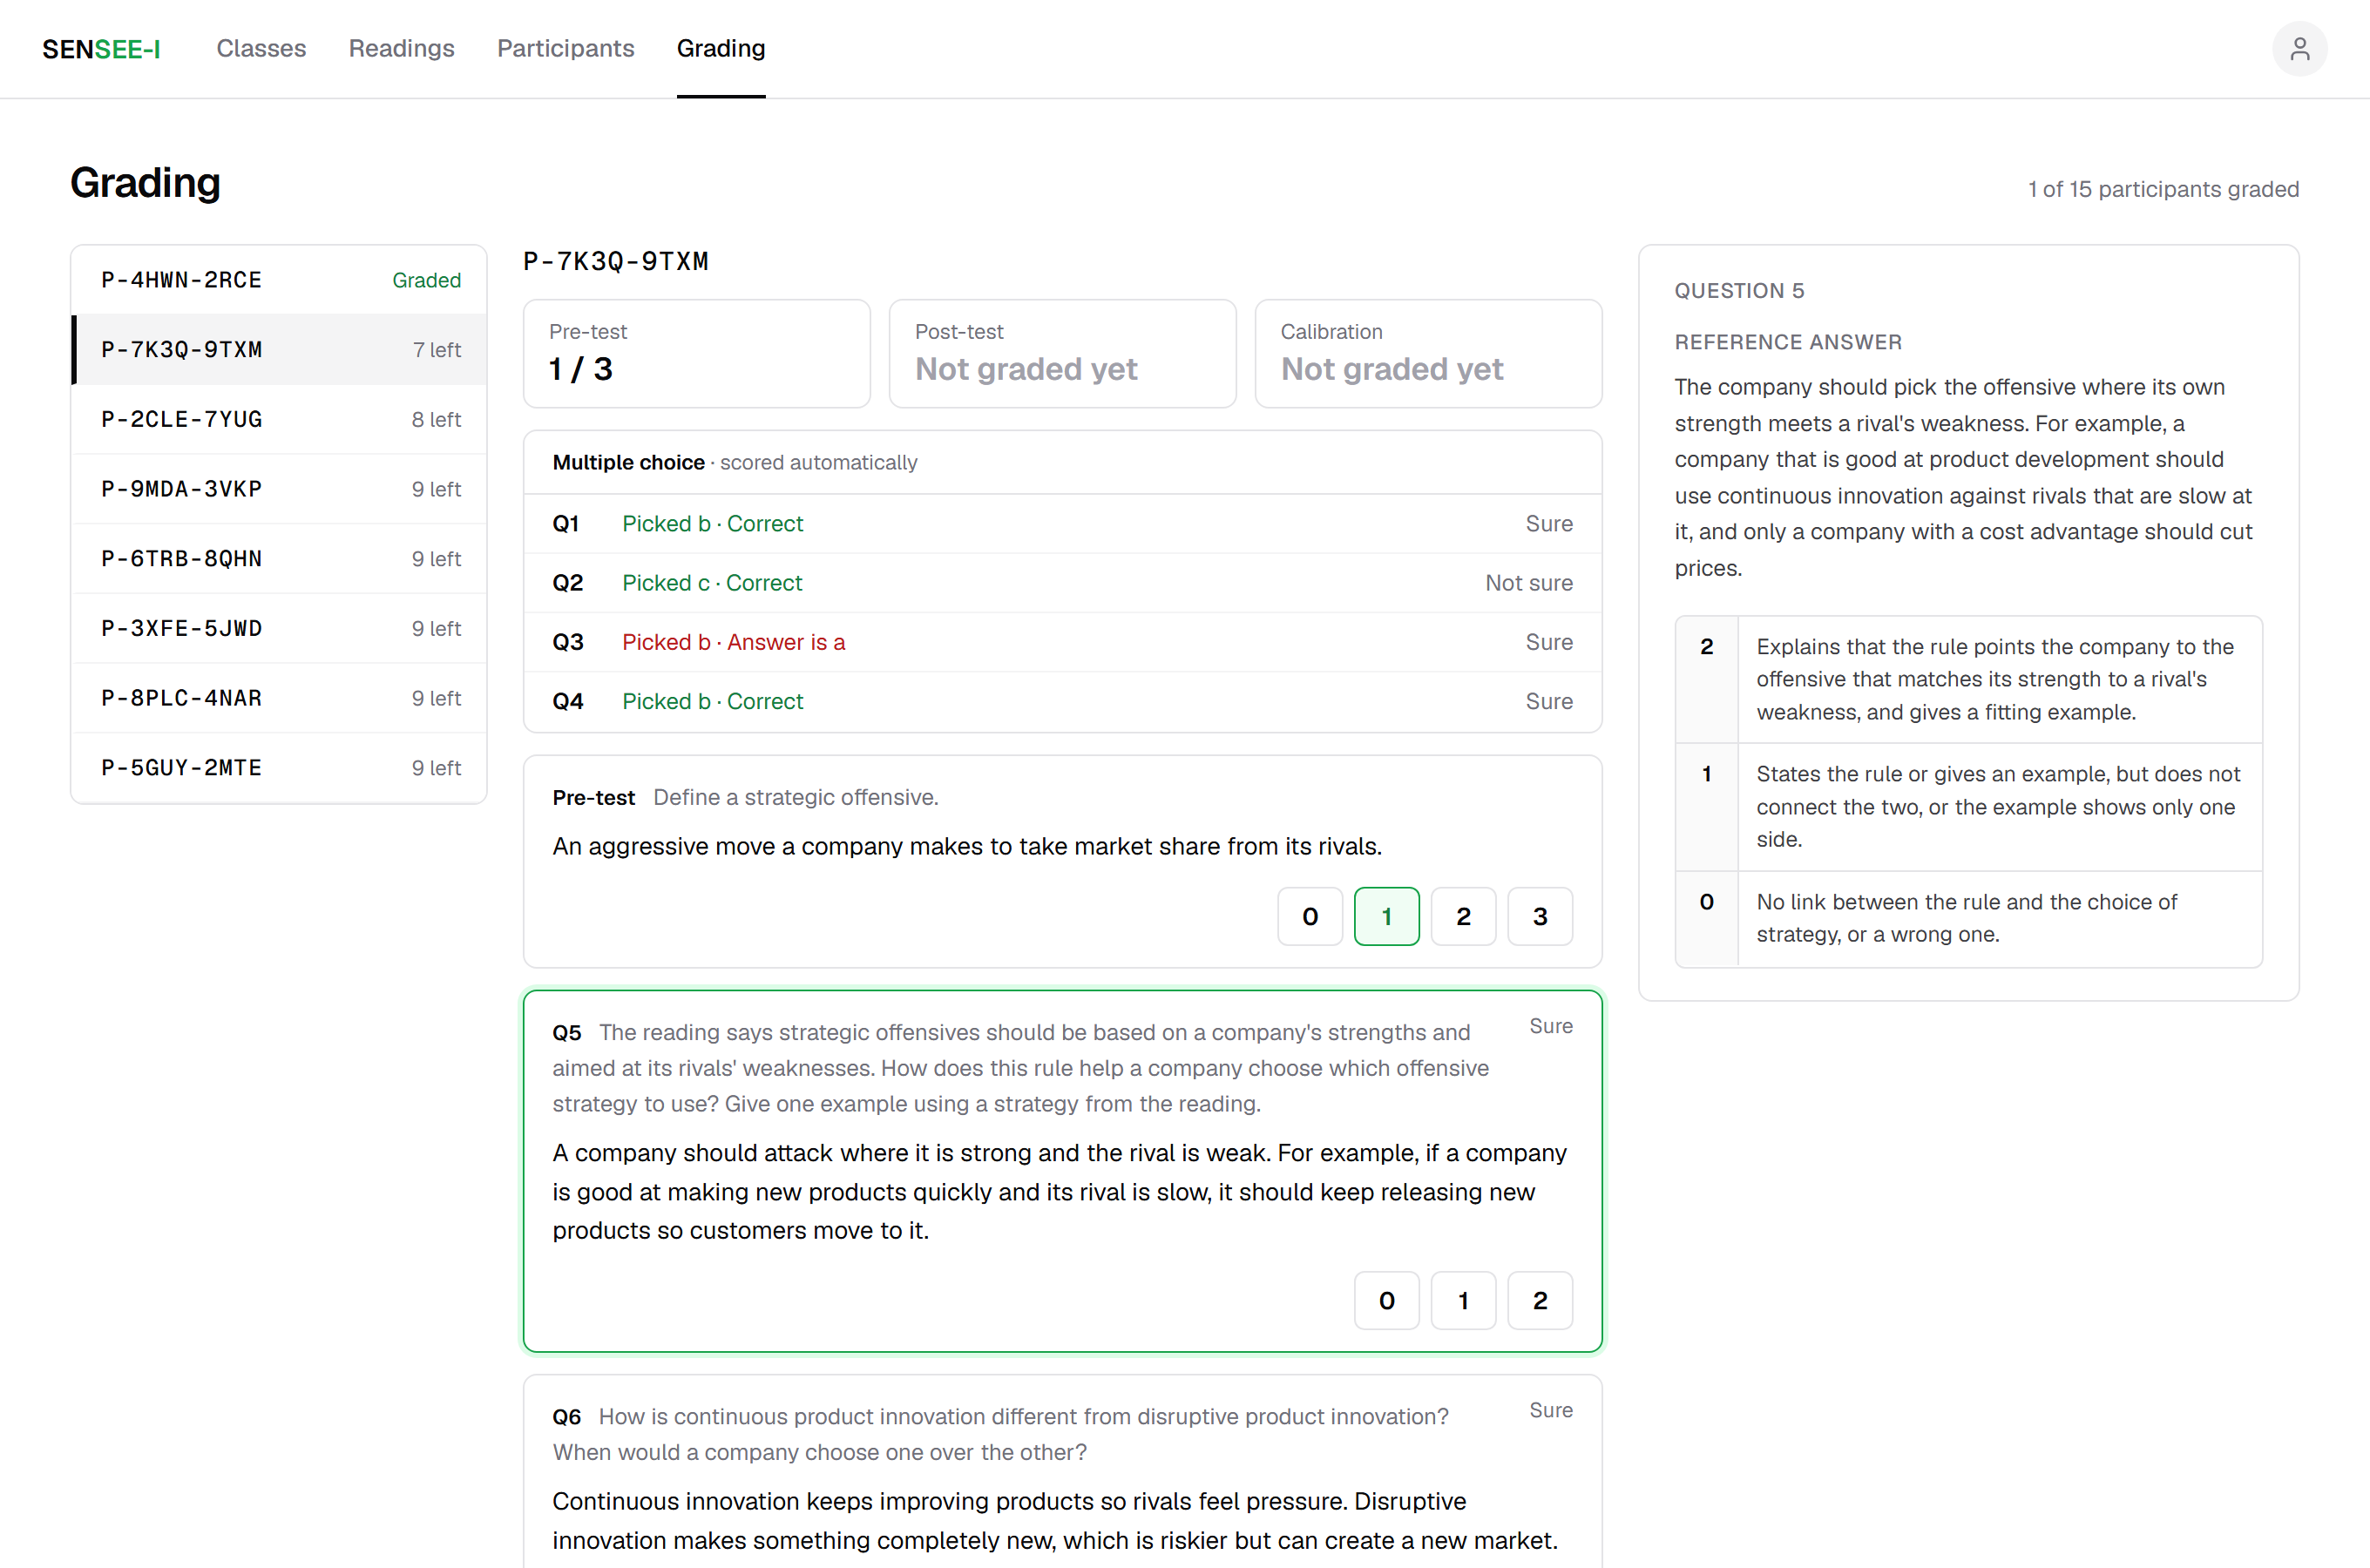 SENSEE-I
Classes
Readings
Participants
Grading
Grading
1 of 15 participants graded
P-4HWN-2RCE Graded
P-7K3Q-9TXM 7 left
P-2CLE-7YUG 8 left
P-9MDA-3VKP 9 left
P-6TRB-8QHN 9 left
P-3XFE-5JWD 9 left
P-8PLC-4NAR 9 left
P-5GUY-2MTE 9 left
P-7K3Q-9TXM
Pre-test
1 / 3
Post-test
Not graded yet
Calibration
Not graded yet
Multiple choice · scored automatically
Q1 Picked b · Correct Sure
Q2 Picked c · Correct Not sure
Q3 Picked b · Answer is a Sure
Q4 Picked b · Correct Sure
Pre-test Define a strategic offensive.
An aggressive move a company makes to take market share from its rivals.
0 1 2 3
Q5 The reading says strategic offensives should be based on a company's strengths and Sure
aimed at its rivals' weaknesses. How does this rule help a company choose which offensive
strategy to use? Give one example using a strategy from the reading.
A company should attack where it is strong and the rival is weak. For example, if a company
is good at making new products quickly and its rival is slow, it should keep releasing new
products so customers move to it.
0 1 2
Q6 How is continuous product innovation different from disruptive product innovation? Sure
When would a company choose one over the other?
Continuous innovation keeps improving products so rivals feel pressure. Disruptive
innovation makes something completely new, which is riskier but can create a new market.
QUESTION 5
REFERENCE ANSWER
The company should pick the offensive where its own
strength meets a rival's weakness. For example, a
company that is good at product development should
use continuous innovation against rivals that are slow at
it, and only a company with a cost advantage should cut
prices.
2 Explains that the rule points the company to the
offensive that matches its strength to a rival's
weakness, and gives a fitting example.
1 States the rule or gives an example, but does not
connect the two, or the example shows only one
side.
0 No link between the rule and the choice of
strategy, or a wrong one.